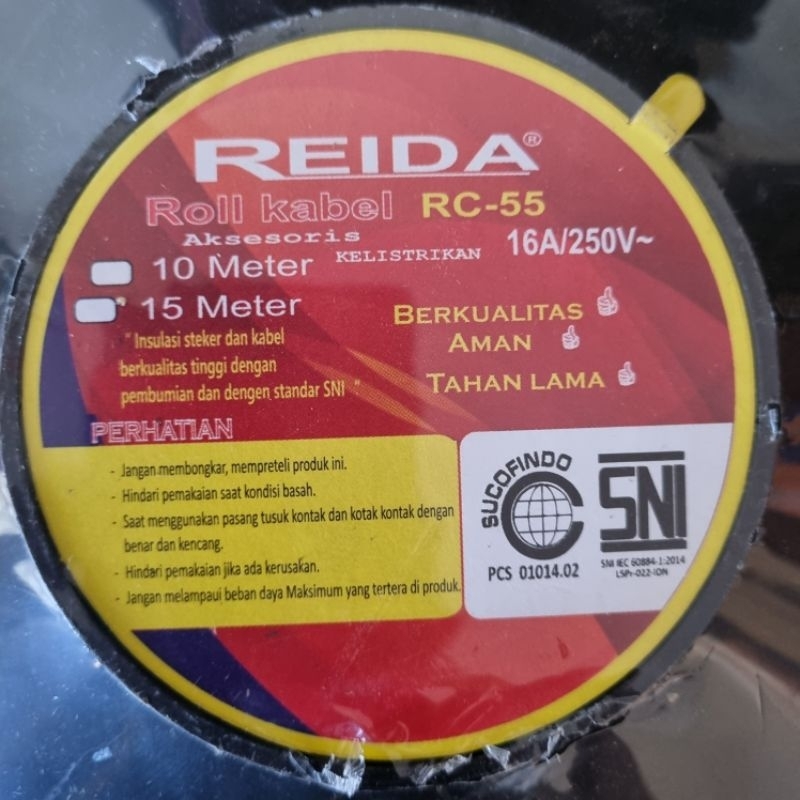 REIDA®
Roll kabel RC-55
Aksesoris
KELISTRIKAN
16A/250V~
10 Meter
15 Meter
" Insulasi steker dan kabel
berkualitas tinggi dengan
pembumian dan dengen standar SNI "
BERKUALITAS
AMAN
TAHAN LAMA
PERHATIAN
- Jangan membongkar, mempreteli produk ini.
- Hindari pemakaian saat kondisi basah.
- Saat menggunakan pasang tusuk kontak dan kotak kontak dengan
benar dan kencang.
- Hindari pemakaian jika ada kerusakan.
- Jangan melampaui beban daya Maksimum yang tertera di produk.
SUCOFINDO
PCS 01014.02
SNI
SNI IEC 60884-1:2014
LSPr-022-IDN